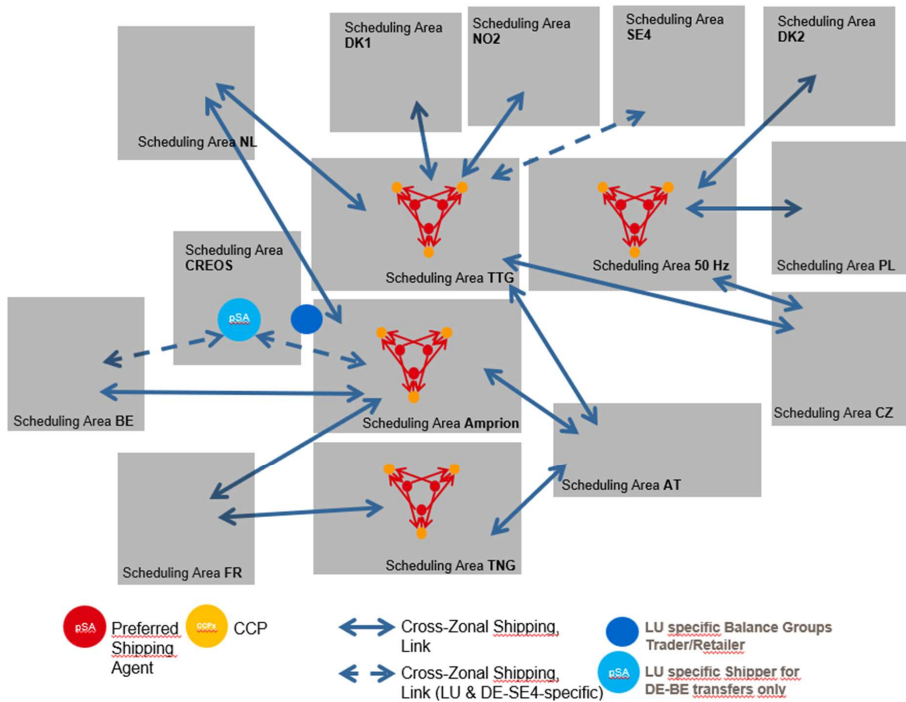 Scheduling Area
DK1
Scheduling Area
NO2
Scheduling Area
SE4
Scheduling Area
DK2
Scheduling Area NL
Scheduling Area
CREOS
Scheduling Area TTG
Scheduling Area 50 Hz
Scheduling Area PL
pSA
Scheduling Area BE
Scheduling Area Amprion
Scheduling Area CZ
Scheduling Area AT
Scheduling Area FR
Scheduling Area TNG
pSA
Preferred
Shipping
Agent
CCPx
CCP
Cross-Zonal Shipping,
Link
Cross-Zonal Shipping,
Link (LU & DE-SE4-specific)
LU specific Balance Groups
Trader/Retailer
pSA
LU specific Shipper for
DE-BE transfers only